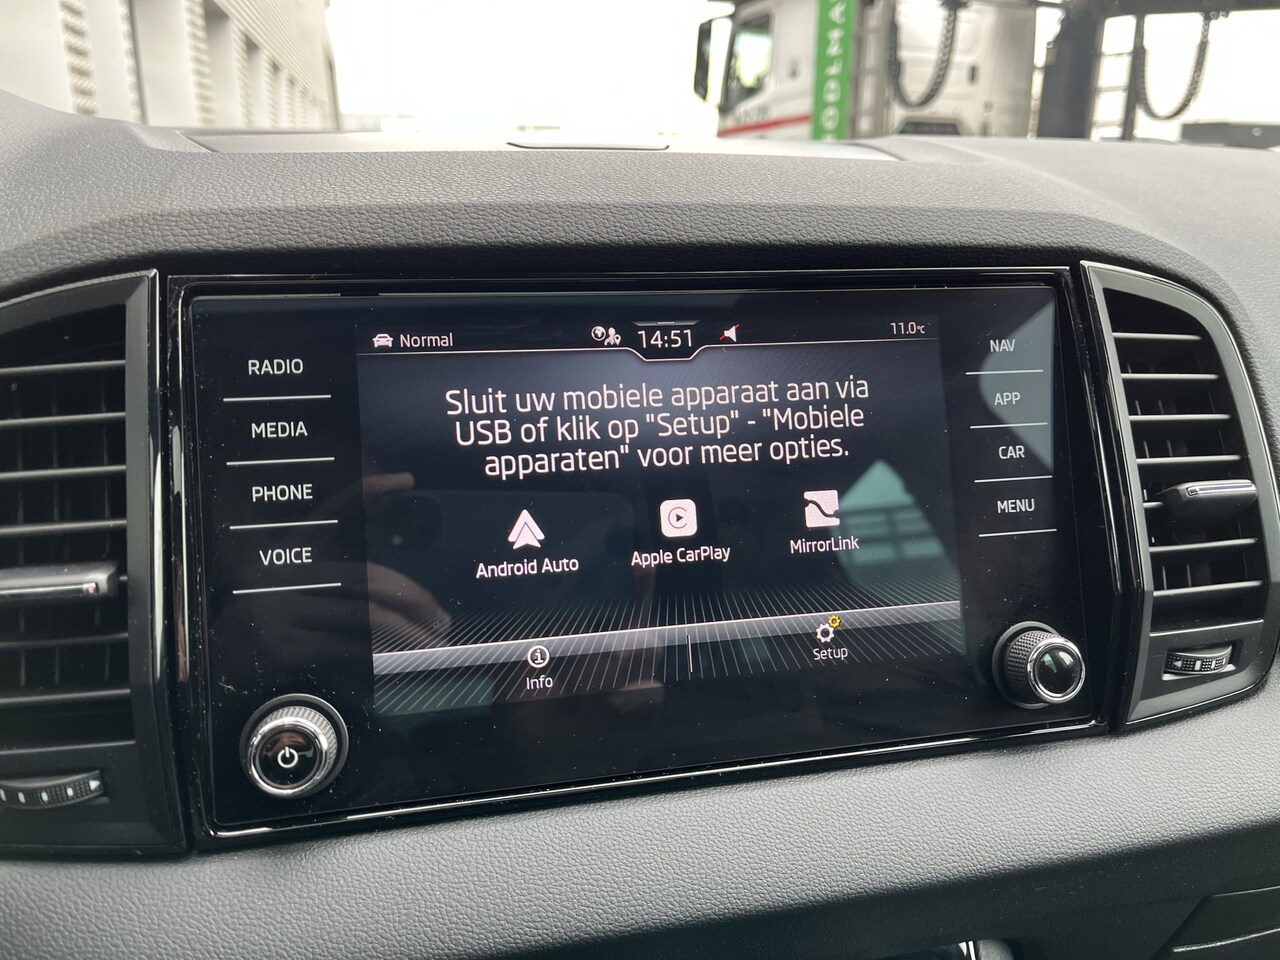 GOLMA
Normal
14:51
11.0°C
RADIO
MEDIA
PHONE
VOICE
Sluit uw mobiele apparaat aan via
USB of klik op "Setup" - "Mobiele
apparaten" voor meer opties.
Android Auto
Apple CarPlay
MirrorLink
Info
Setup
NAV
APP
CAR
MENU